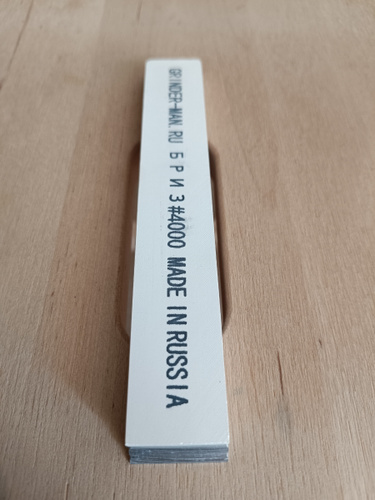 GRINDER-MAN.RU Б Р И З #4000 MADE IN RUSSIA